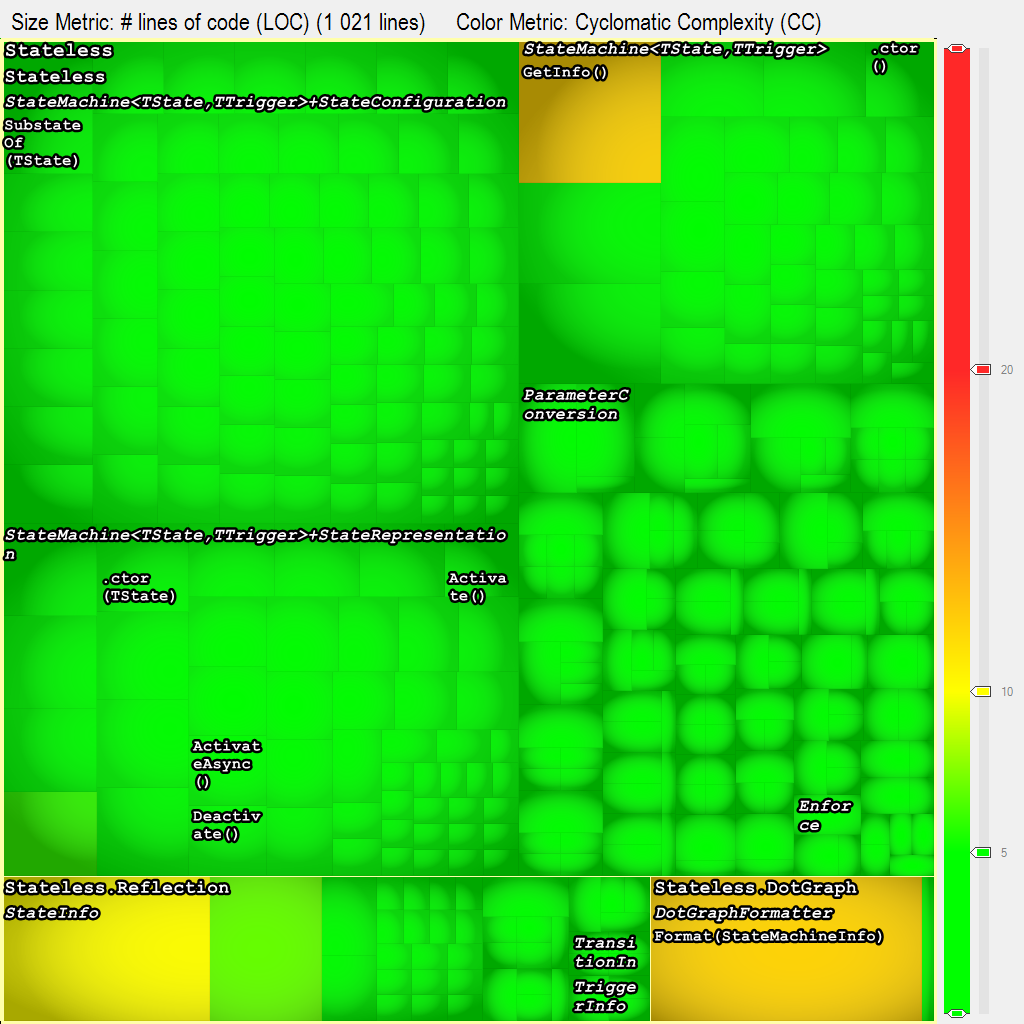 Size Metric: # lines of code (LOC) (1 021 lines)    Color Metric: Cyclomatic Complexity (CC)
Stateless
Stateless
StateMachine<TState,TTrigger>+StateConfiguration
Substate
Of
(TState)
StateMachine<TState,TTrigger>
GetInfo()
.ctor
()
20
ParameterC
onversion
StateMachine<TState,TTrigger>+StateRepresentatio
n
.ctor
(TState)
Activa
te()
10
Activat
eAsync
()
Deactiv
ate()
Enfor
ce
5
Stateless.Reflection
StateInfo
Transi
tionIn
Trigge
rInfo
Stateless.DotGraph
DotGraphFormatter
Format(StateMachineInfo)